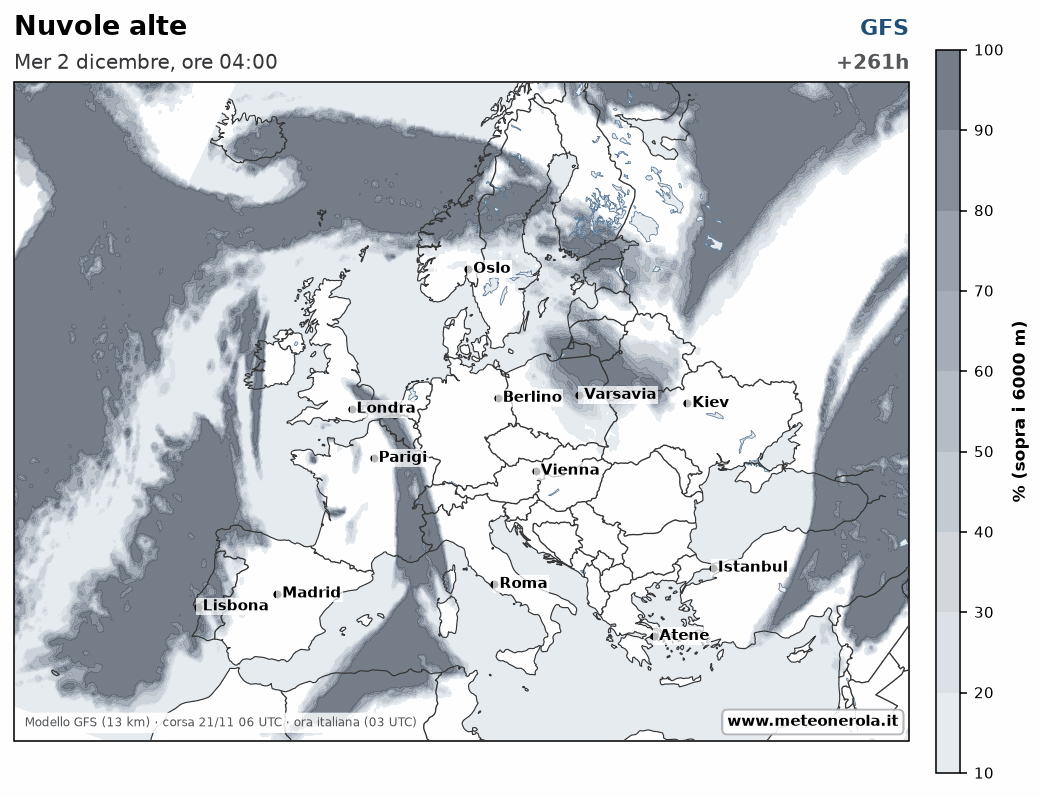 Nuvole alte
GFS
Mer 2 dicembre, ore 04:00
+261h
100
90
80
70
60
50
40
30
20
10
% (sopra i 6000 m)
Oslo
Londra
Berlino
Varsavia
Kiev
Parigi
Vienna
Istanbul
Roma
Madrid
Lisbona
Atene
Modello GFS (13 km) · corsa 21/11 06 UTC · ora italiana (03 UTC)
www.meteonerola.it